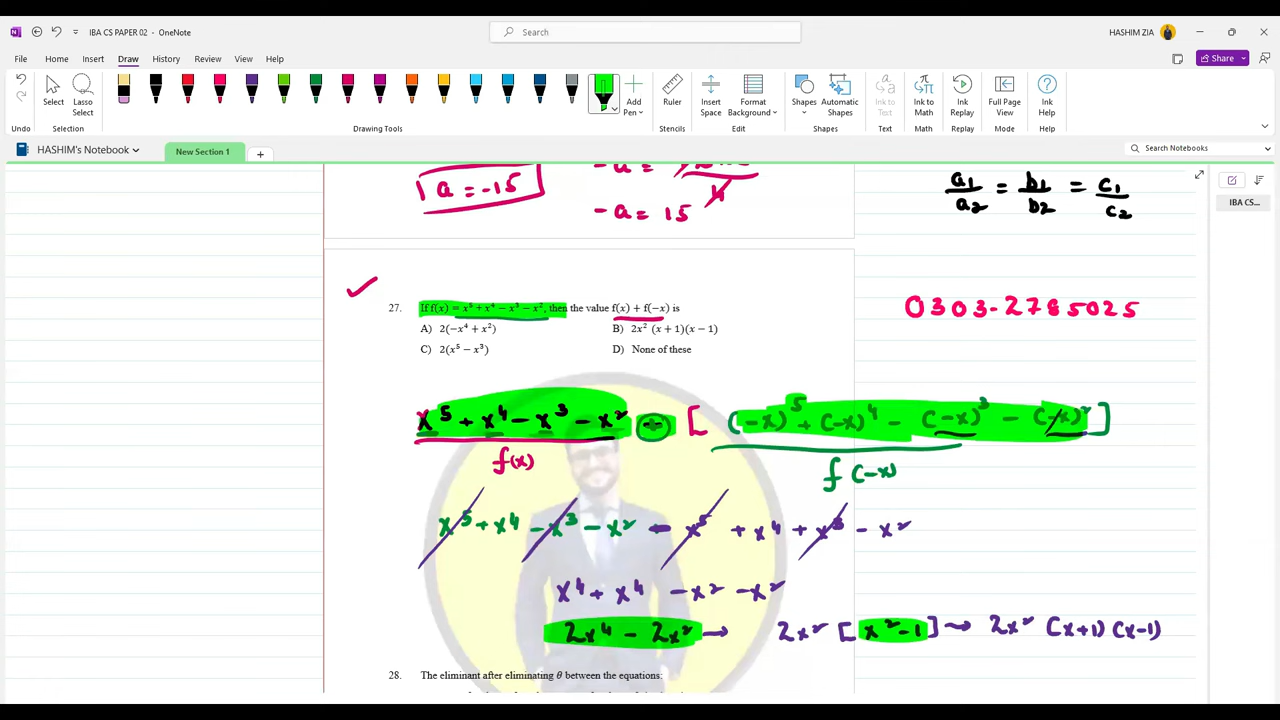 IBA CS PAPER 02 - OneNote
Search
HASHIM ZIA
File Home Insert Draw History Review View Help
Share
Select Lasso Select Add Pen Ruler Insert Space Format Background Shapes Automatic Shapes Ink to Text Ink to Math Ink Replay Full Page View Ink Help
Undo Selection Drawing Tools Stencils Edit Shapes Text Math Replay Mode Help
HASHIM's Notebook New Section 1 Search Notebooks
IBA CS...
a = -15
-a = 15
a₁/a₂ = b₁/b₂ = c₁/c₂
27. If f(x) = x⁵ + x⁴ − x³ − x², then the value f(x) + f(−x) is
A) 2(−x⁴ + x²) B) 2x² (x + 1)(x − 1)
C) 2(x⁵ − x³) D) None of these
0303-2785025
x⁵ + x⁴ - x³ - x² + [ (-x)⁵ + (-x)⁴ - (-x)³ - (-x)² ]
f(x) f(-x)
x⁵ + x⁴ - x³ - x² - x⁵ + x⁴ + x³ - x²
x⁴ + x⁴ - x² - x²
2x⁴ - 2x² → 2x² [x² - 1] → 2x² (x+1) (x-1)
28. The eliminant after eliminating θ between the equations: